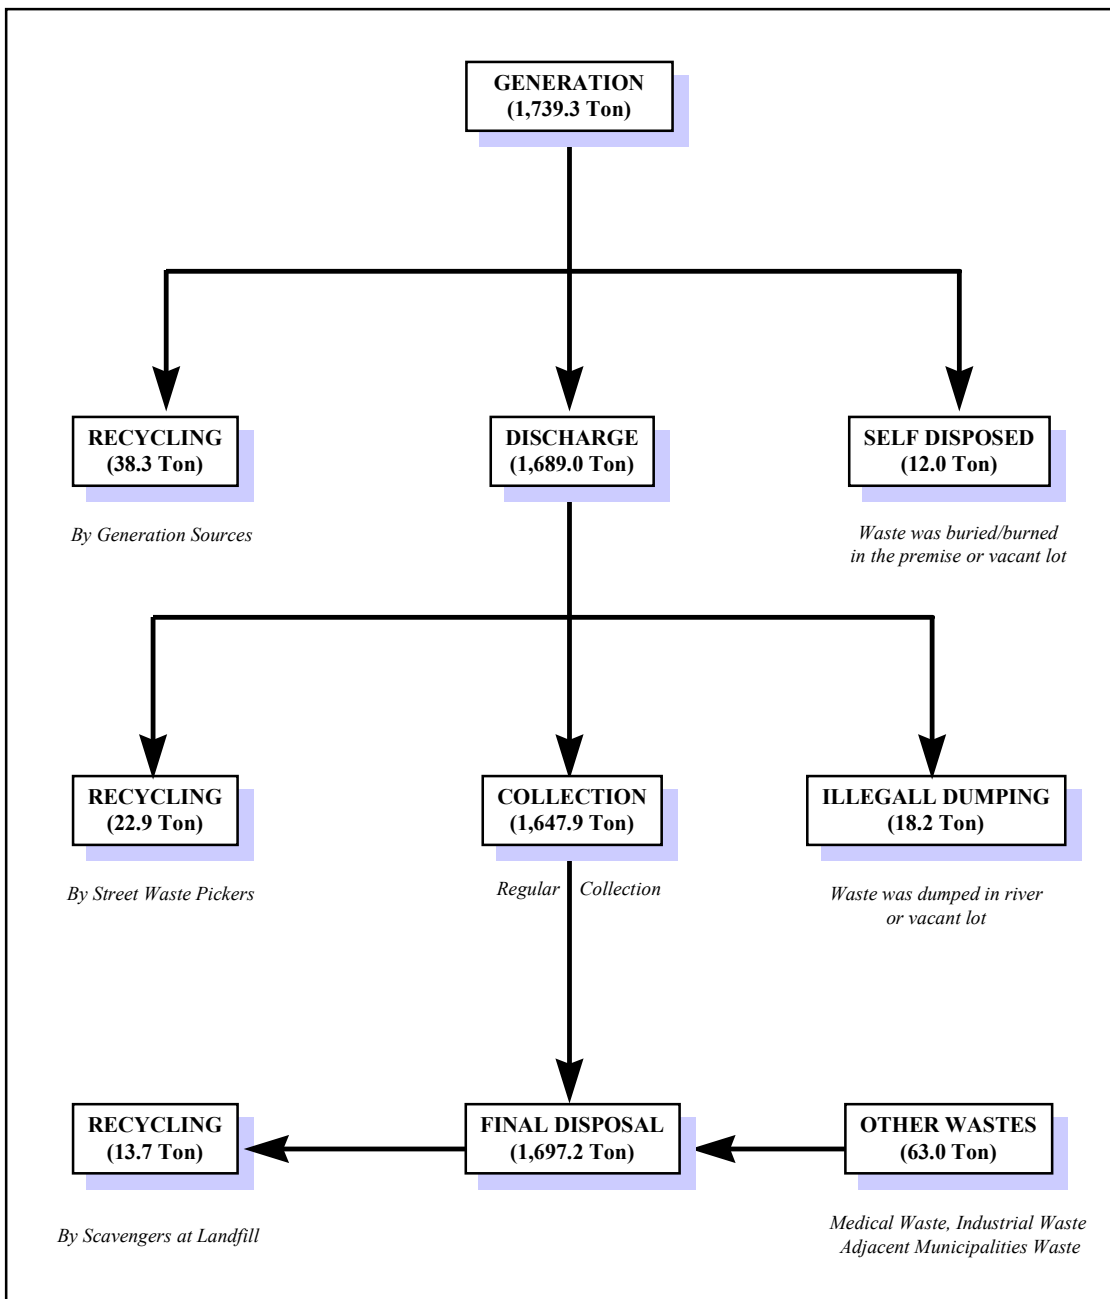 GENERATION
(1,739.3 Ton)
RECYCLING
(38.3 Ton)
By Generation Sources
DISCHARGE
(1,689.0 Ton)
SELF DISPOSED
(12.0 Ton)
Waste was buried/burned
in the premise or vacant lot
RECYCLING
(22.9 Ton)
By Street Waste Pickers
COLLECTION
(1,647.9 Ton)
Regular Collection
ILLEGALL DUMPING
(18.2 Ton)
Waste was dumped in river
or vacant lot
RECYCLING
(13.7 Ton)
By Scavengers at Landfill
FINAL DISPOSAL
(1,697.2 Ton)
OTHER WASTES
(63.0 Ton)
Medical Waste, Industrial Waste
Adjacent Municipalities Waste